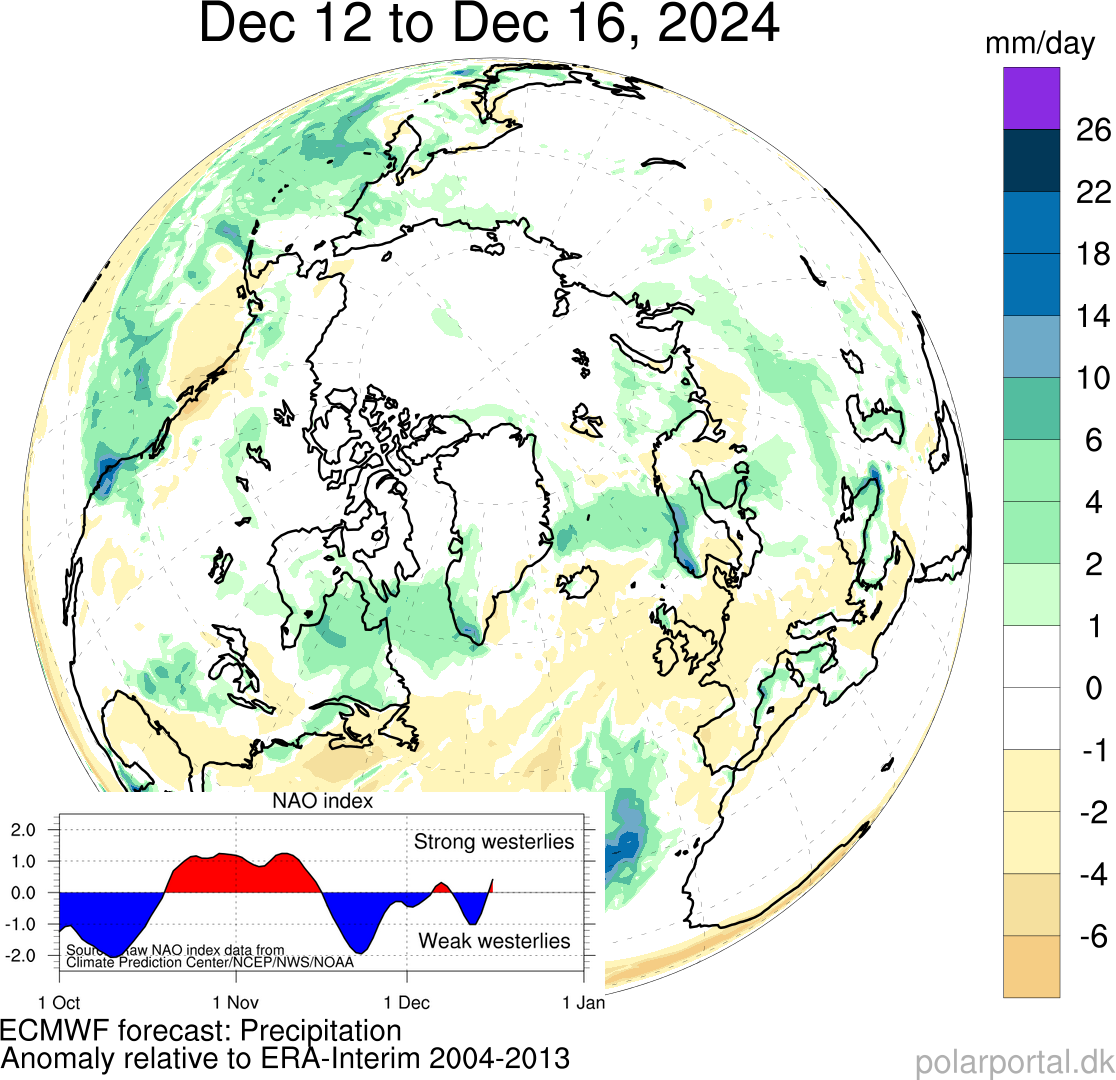 Dec 12 to Dec 16, 2024
mm/day
26
22
18
14
10
6
4
2
1
0
-1
-2
-4
-6
NAO index
2.0
1.0
0.0
-1.0
-2.0
Strong westerlies
Weak westerlies
raw NAO index data from
Climate Prediction Center/NCEP/NWS/NOAA
1 Oct
1 Nov
1 Dec
1 Jan
ECMWF forecast: Precipitation
Anomaly relative to ERA-Interim 2004-2013
polarportal.dk